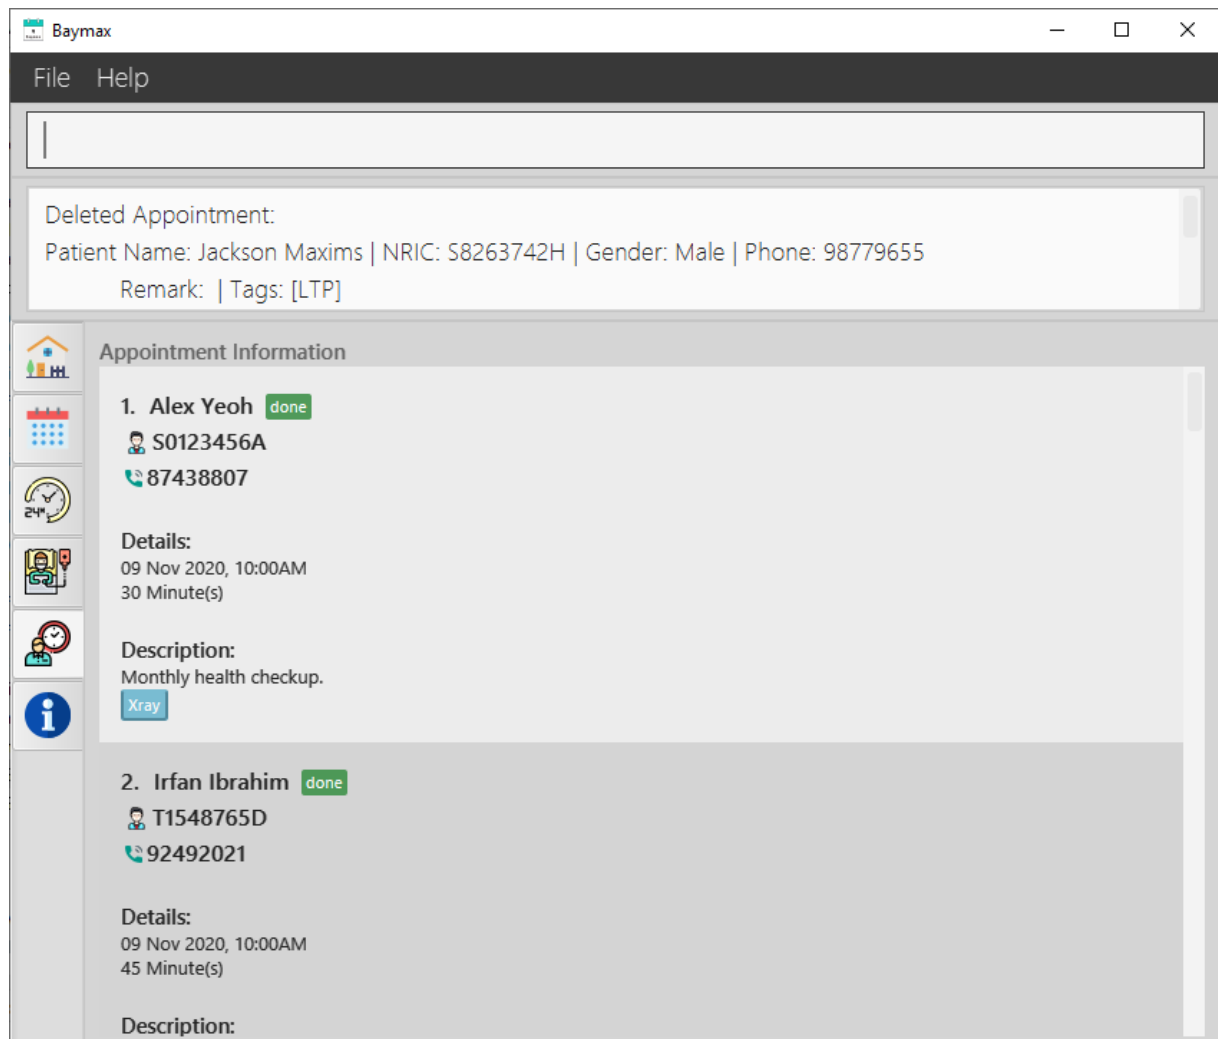 Baymax
File Help
Deleted Appointment:
Patient Name: Jackson Maxims | NRIC: S8263742H | Gender: Male | Phone: 98779655
Remark:  | Tags: [LTP]
Appointment Information
1. Alex Yeoh done
S0123456A
87438807
Details:
09 Nov 2020, 10:00AM
30 Minute(s)
Description:
Monthly health checkup.
Xray
2. Irfan Ibrahim done
T1548765D
92492021
Details:
09 Nov 2020, 10:00AM
45 Minute(s)
Description:
24H